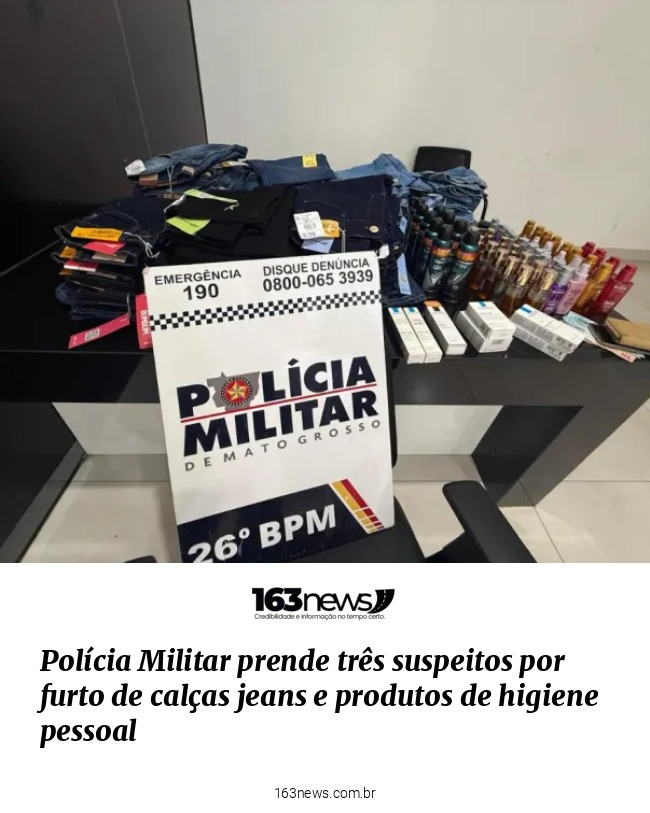 EMERGÊNCIA
190
DISQUE DENÚNCIA
0800-065 3939
POLÍCIA
MILITAR
DE MATO GROSSO
26º BPM
163news
Credibilidade e informação no tempo certo.
Polícia Militar prende três suspeitos por
furto de calças jeans e produtos de higiene
pessoal
163news.com.br